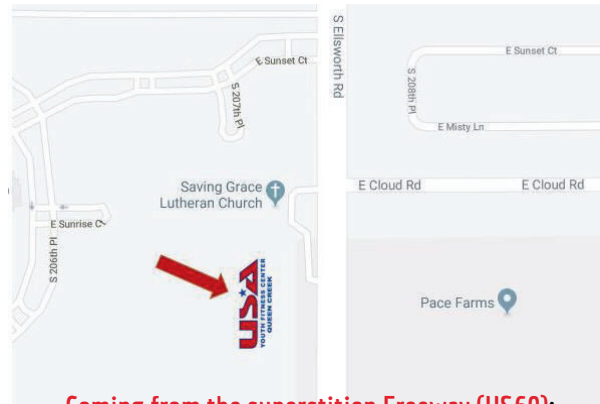 E Sunset Ct
S 207th Pl
S Ellsworth Rd
E Sunset Ct
S 208th Pl
E Misty Ln
Saving Grace
Lutheran Church
E Cloud Rd
E Cloud Rd
E Sunrise Ct
S 206th Pl
USA
YOUTH FITNESS CENTER
QUEEN CREEK
Pace Farms
Coming from the superstition Freeway (US60):